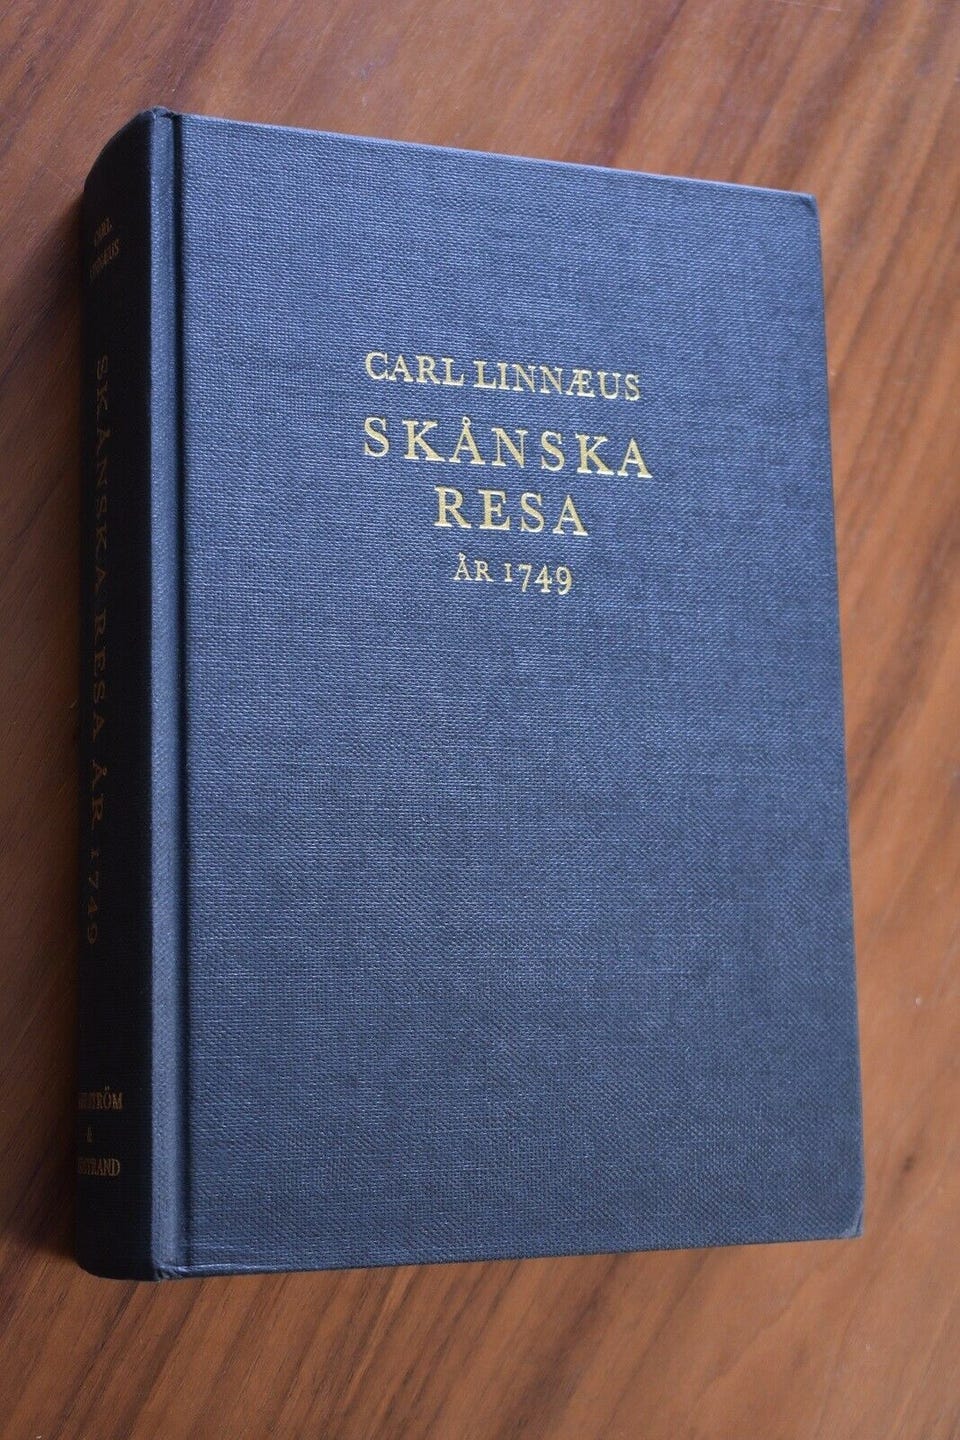 CARL LINNÆUS
SKÅNSKA
RESA
ÅR 1749
CARL
LINNÆUS
SKÅNSKA RESA ÅR 1749
&